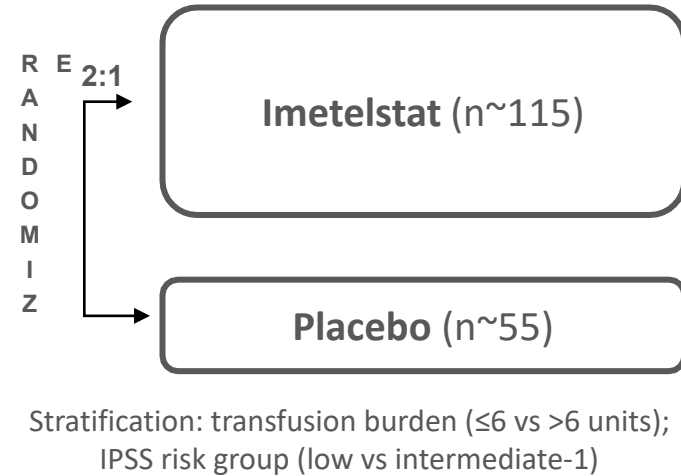 RANDOMIZE
2:1
Imetelstat (n~115)
Placebo (n~55)
Stratification: transfusion burden (≤6 vs >6 units);
IPSS risk group (low vs intermediate-1)